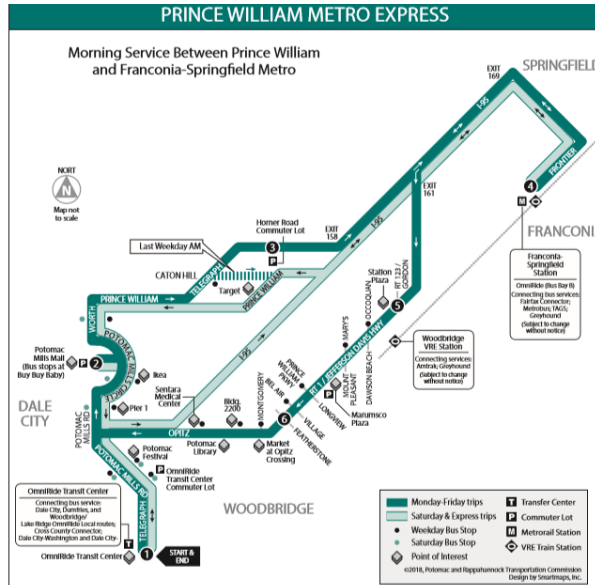 PRINCE WILLIAM METRO EXPRESS
Morning Service Between Prince William
and Franconia-Springfield Metro
EXIT
169
SPRINGFIELD
I-95
FRONTIER
NORT
N
Map not
to scale
4
M
EXIT
161
FRANCONI
Horner Road
Commuter Lot
P
3
EXIT
158
I-95
Last Weekday AM
Franconia-
Springfield
Station
OmniRide (Bus Bay B)
Connecting bus services:
Fairfax Connector;
Metrobus; TAGS;
Greyhound
(Subject to change
without notice)
CATON HILL
TELEGRAPH
Target
PRINCE WILLIAM
PRINCE WILLIAM
Station
Plaza
RT 123 /
GORDON
5
OCCOQUAN
WORTH
POTOMAC MILLS CIRCLE
Potomac
Mills Mall
(Bus stops at
Buy Buy Baby)
P
2
I-95
MARY'S
RT 1 / JEFFERSON DAVIS HWY
DAWSON BEACH
MOUNT
PLEASANT
Woodbridge
VRE Station
Connecting services:
Amtrak; Greyhound
(Subject to change
without notice)
Ikea
Sentara
Medical Center
PRINCE
WILLIAM
PKWY
BEL AIR
P
Marumsco
Plaza
LONGVIEW
DALE
CITY
Pier 1
Bldg.
2200
MONTGOMERY
6
VILLAGE
FEATHERSTONE
POTOMAC
MILLS RD
OPITZ
Potomac
Library
Market
at Opitz
Crossing
Potomac
Festival
POTOMAC MILLS RD
P
OmniRide
Transit Center
Commuter Lot
WOODBRIDGE
OmniRide Transit Center
Connecting bus service:
Dale City, Dumfries, and
Woodbridge/
Lake Ridge OmniRide Local routes;
Cross County Connector;
Dale City-Washington and Dale City-
TELEGRAPH
T
OmniRide Transit Center
1
START &
END
Monday-Friday trips
Saturday & Express trips
Weekday Bus Stop
Saturday Bus Stop
Point of Interest
T Transfer Center
P Commuter Lot
M Metrorail Station
VRE Train Station
©2018, Potomac and Rappahannock Transportation Commission
Design by Smartmaps, Inc.